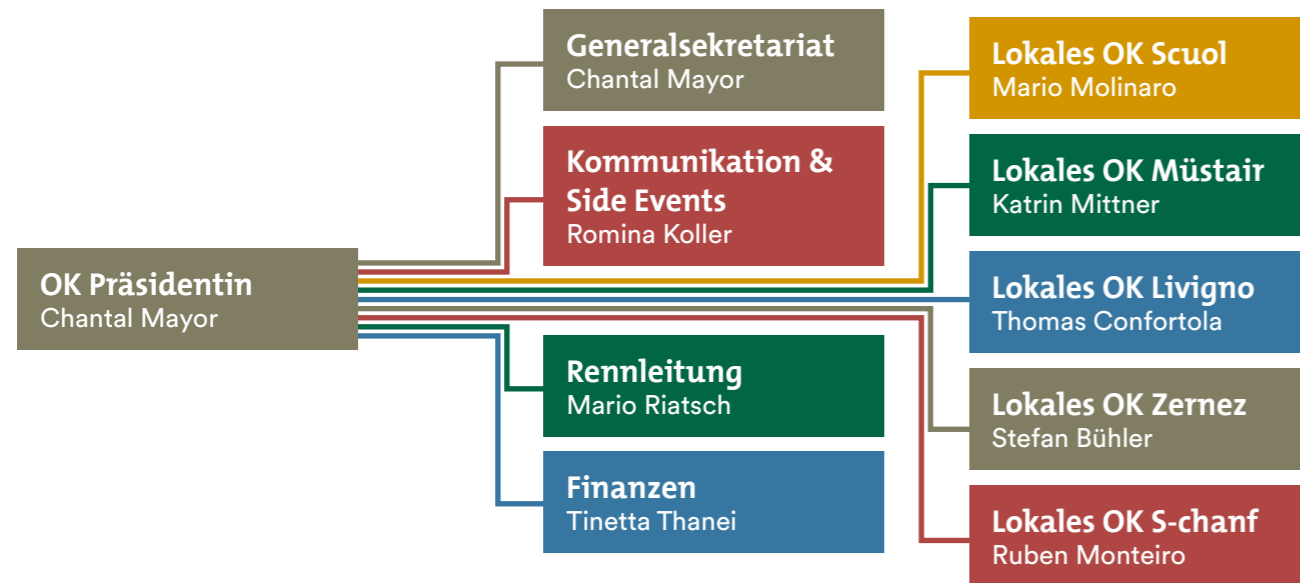 OK Präsidentin
Chantal Mayor
Generalsekretariat
Chantal Mayor
Kommunikation &
Side Events
Romina Koller
Rennleitung
Mario Riatsch
Finanzen
Tinetta Thanei
Lokales OK Scuol
Mario Molinaro
Lokales OK Müstair
Katrin Mittner
Lokales OK Livigno
Thomas Confortola
Lokales OK Zernez
Stefan Bühler
Lokales OK S-chanf
Ruben Monteiro